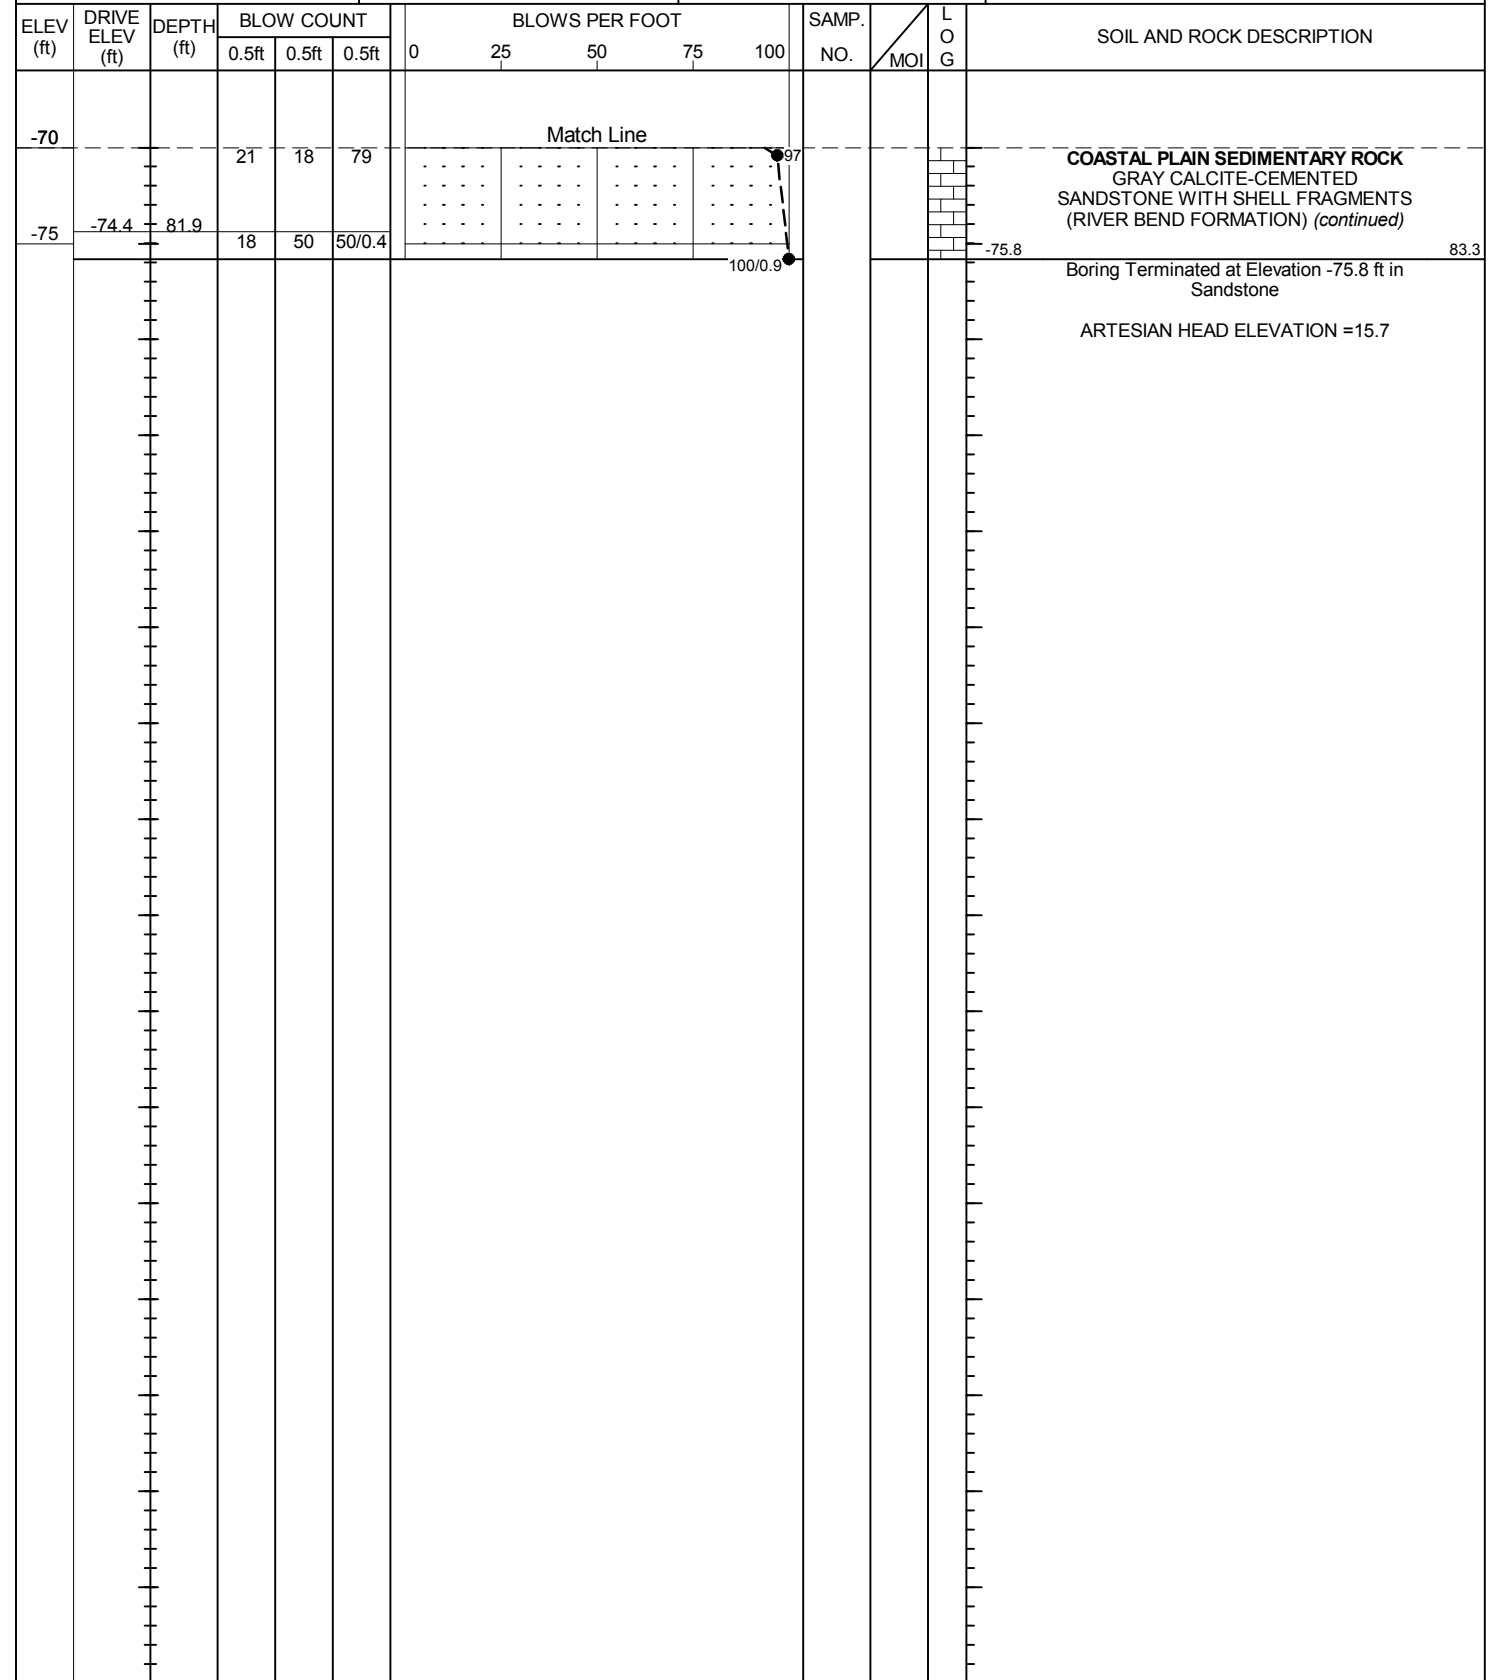 ELEV (ft) DRIVE ELEV (ft) DEPTH (ft) BLOW COUNT BLOWS PER FOOT SAMP. NO. MOI L O G SOIL AND ROCK DESCRIPTION
0.5ft 0.5ft 0.5ft 0 25 50 75 100
-70 Match Line
21 18 79 97
COASTAL PLAIN SEDIMENTARY ROCK
GRAY CALCITE-CEMENTED
SANDSTONE WITH SHELL FRAGMENTS
(RIVER BEND FORMATION) (continued)
-74.4 81.9
-75 18 50 50/0.4
-75.8 83.3
100/0.9
Boring Terminated at Elevation -75.8 ft in
Sandstone
ARTESIAN HEAD ELEVATION =15.7